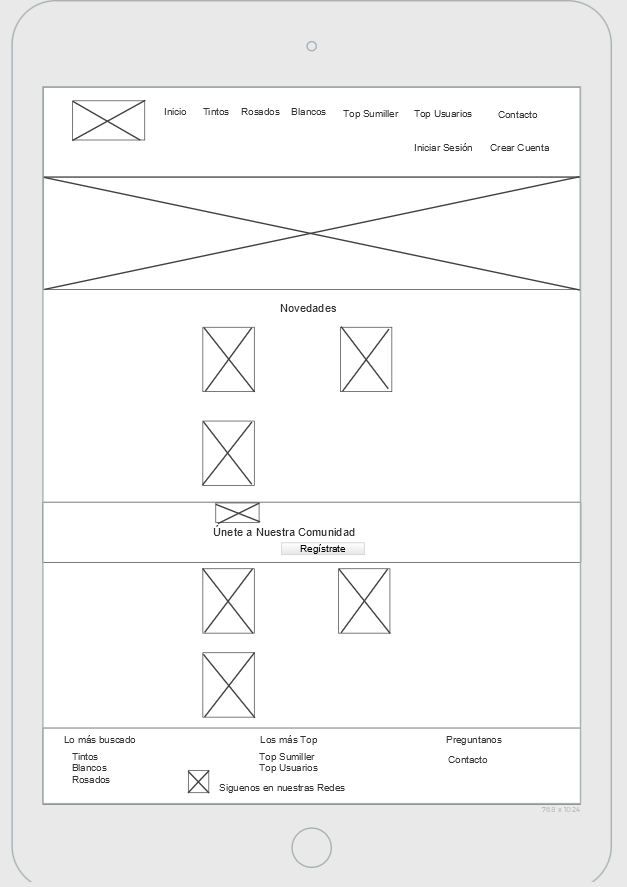 Inicio Tintos Rosados Blancos Top Sumiller Top Usuarios Contacto
Iniciar Sesión Crear Cuenta
Novedades
Únete a Nuestra Comunidad
Regístrate
Lo más buscado Los más Top Preguntanos
Tintos Top Sumiller Contacto
Blancos Top Usuarios
Rosados
Siguenos en nuestras Redes
768 x 1024